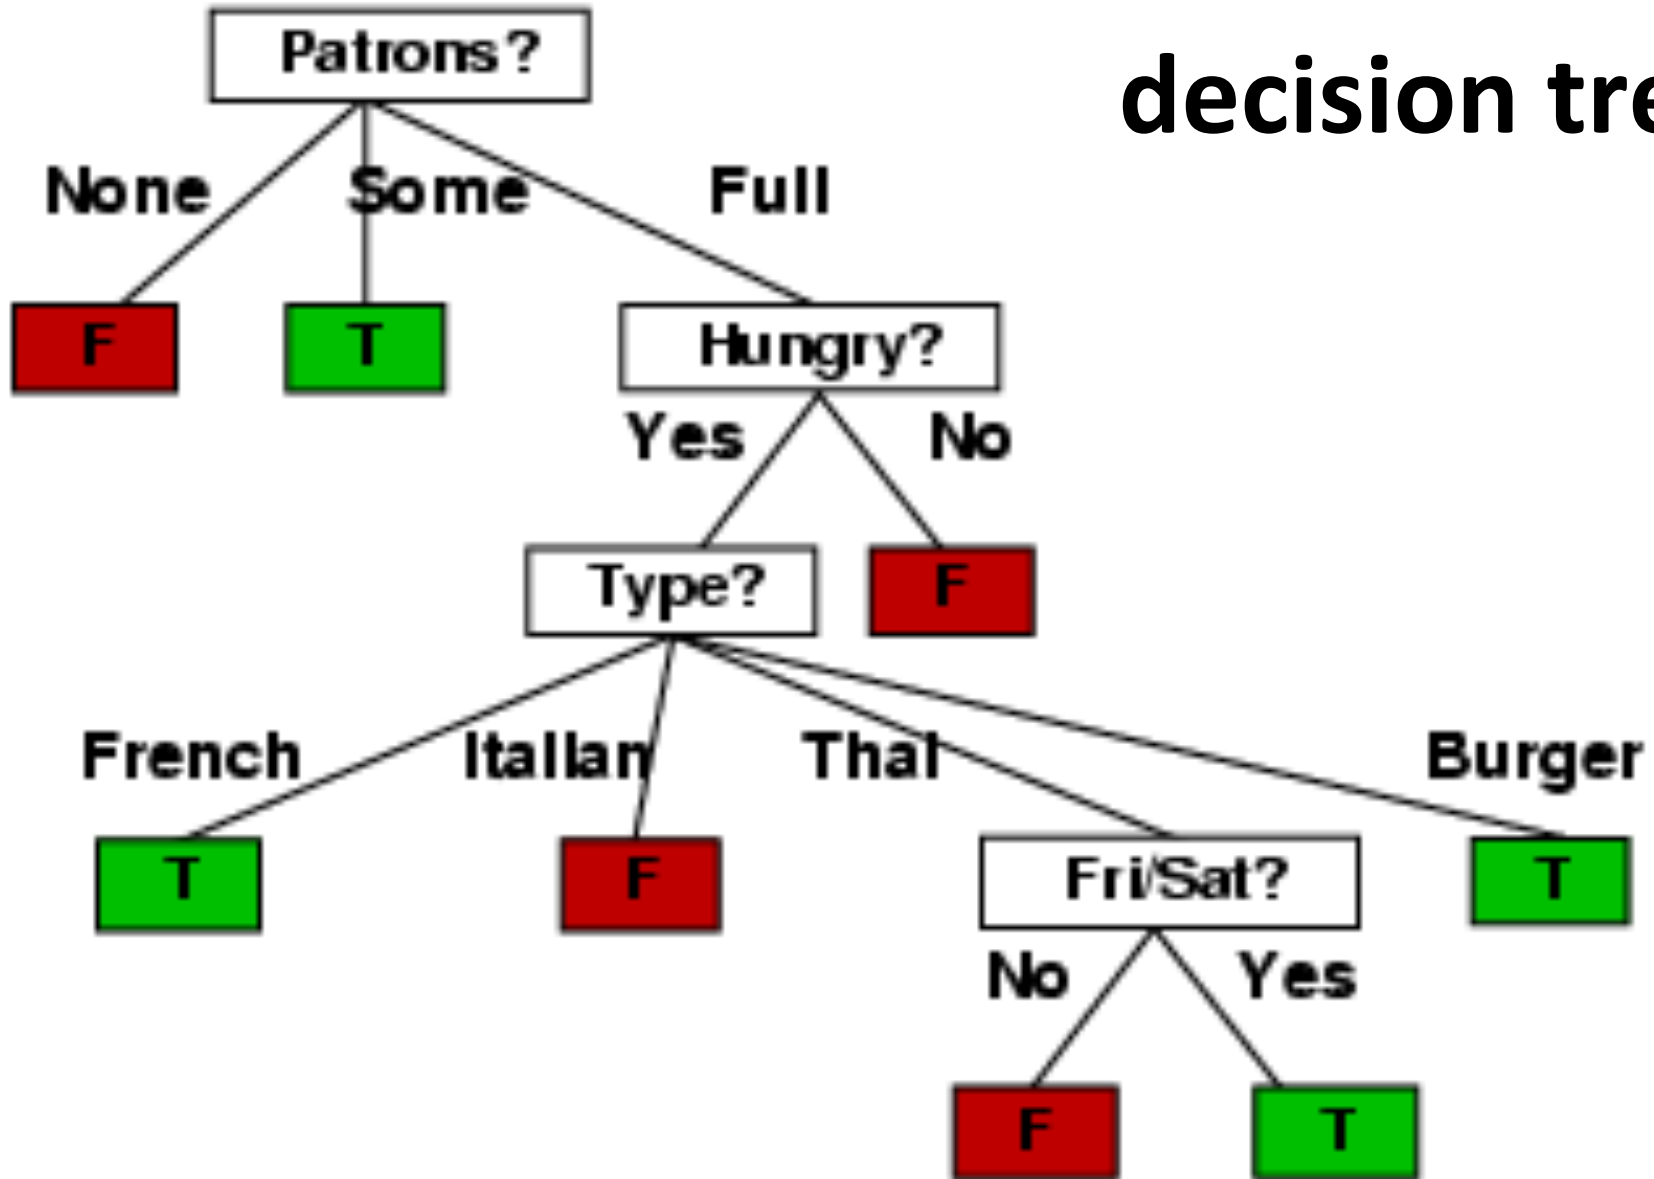 Patrons?
decision tre
None Some Full
F T Hungry?
Yes No
Type? F
French Italian Thai Burger
T F Fri/Sat? T
No Yes
F T